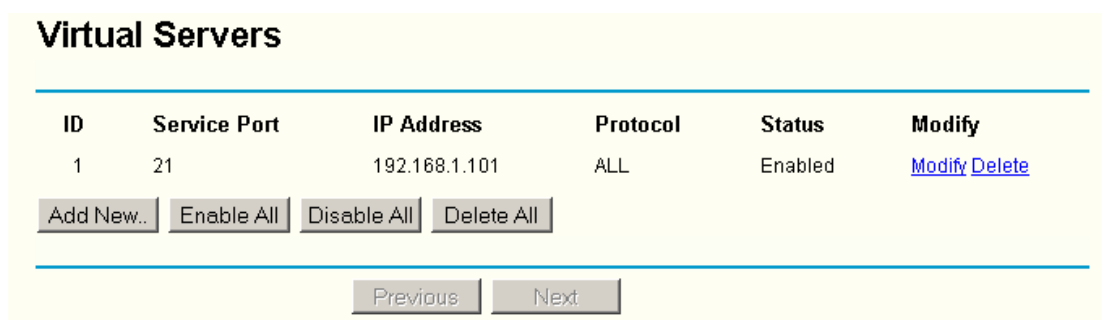 Virtual Servers
ID Service Port IP Address Protocol Status Modify
1 21 192.168.1.101 ALL Enabled Modify Delete
Add New.. Enable All Disable All Delete All
Previous Next